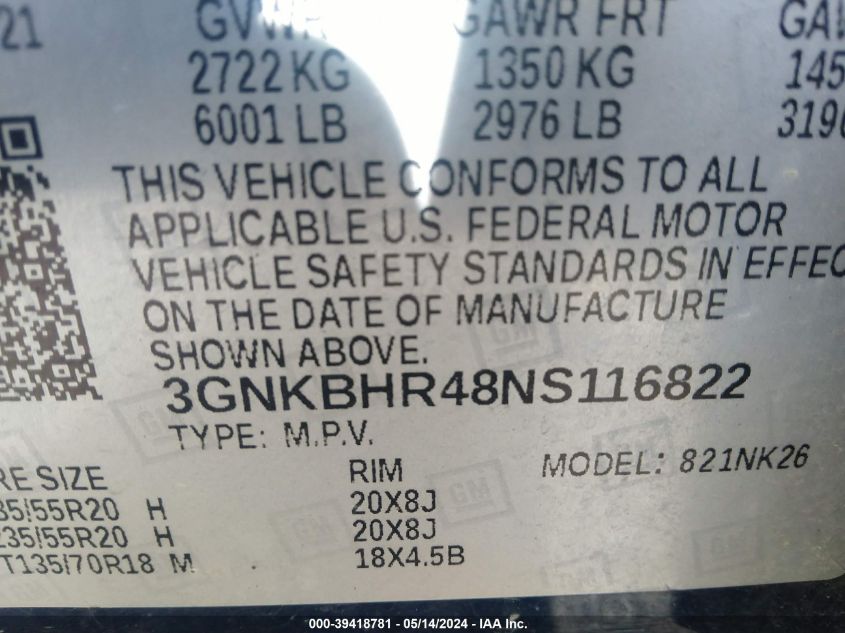 21 GVWR GAWR FRT GA
2722 KG 1350 KG 145
6001 LB 2976 LB 319
THIS VEHICLE CONFORMS TO ALL
APPLICABLE U.S. FEDERAL MOTOR
VEHICLE SAFETY STANDARDS IN EFFEC
ON THE DATE OF MANUFACTURE
SHOWN ABOVE.
3GNKBHR48NS116822
TYPE: M.P.V.
MODEL: 821NK26
RE SIZE RIM
35/55R20 H 20X8J
235/55R20 H 20X8J
T135/70R18 M 18X4.5B
GM
000-39418781 - 05/14/2024 - IAA Inc.